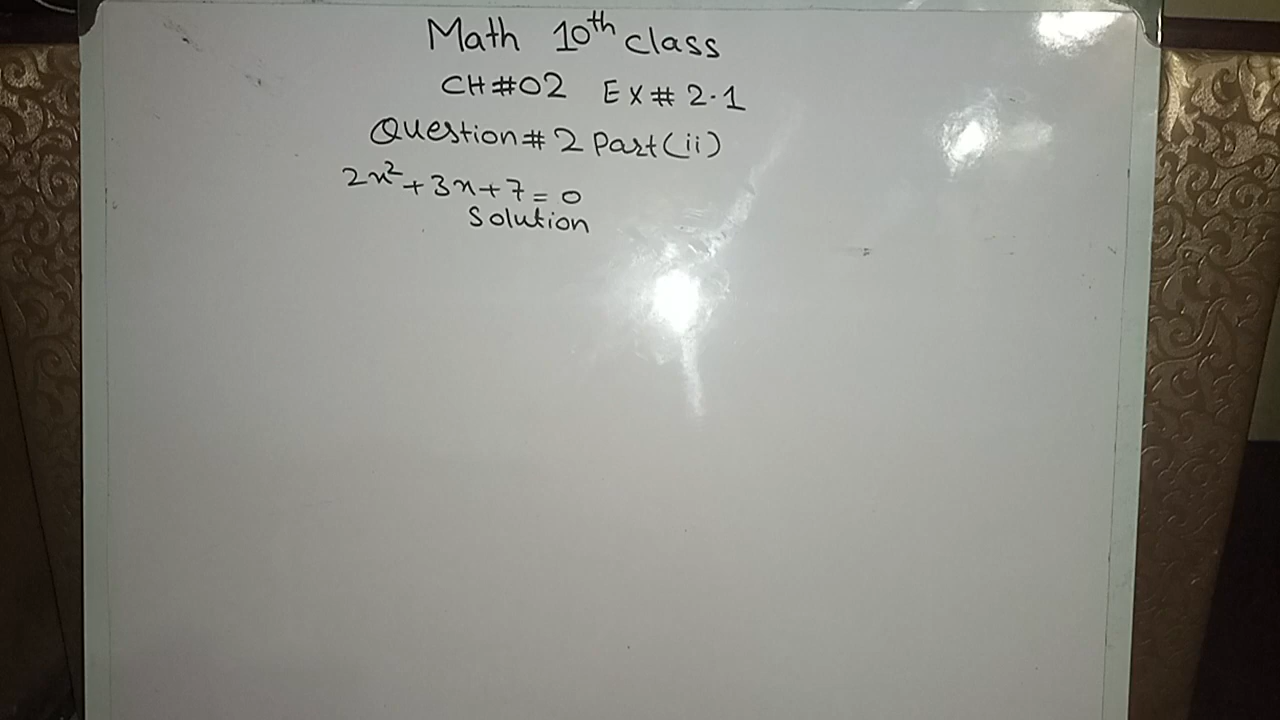 Math 10th class
CH#02 EX# 2.1
Question# 2 Part(ii)
2x²+3x+7=0
Solution